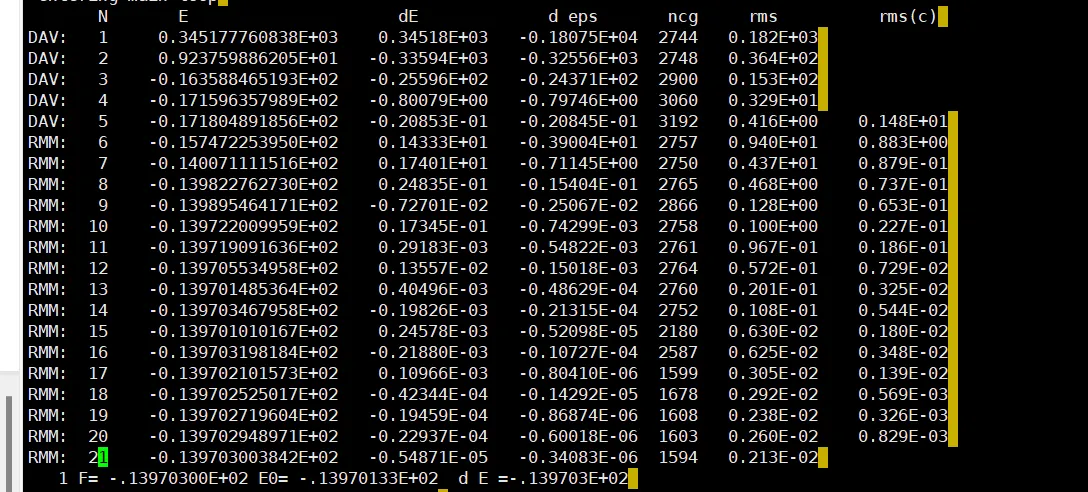 entering main loop
N E dE d eps ncg rms rms(c)
DAV: 1 0.345177760838E+03 0.34518E+03 -0.18075E+04 2744 0.182E+03
DAV: 2 0.923759886205E+01 -0.33594E+03 -0.32556E+03 2748 0.364E+02
DAV: 3 -0.163588465193E+02 -0.25596E+02 -0.24371E+02 2900 0.153E+02
DAV: 4 -0.171596357989E+02 -0.80079E+00 -0.79746E+00 3060 0.329E+01
DAV: 5 -0.171804891856E+02 -0.20853E-01 -0.20845E-01 3192 0.416E+00 0.148E+01
RMM: 6 -0.157472253950E+02 0.14333E+01 -0.39004E+01 2757 0.940E+01 0.883E+00
RMM: 7 -0.140071111516E+02 0.17401E+01 -0.71145E+00 2750 0.437E+01 0.879E-01
RMM: 8 -0.139822762730E+02 0.24835E-01 -0.15404E-01 2765 0.468E+00 0.737E-01
RMM: 9 -0.139895464171E+02 -0.72701E-02 -0.25067E-02 2866 0.128E+00 0.653E-01
RMM: 10 -0.139722009959E+02 0.17345E-01 -0.74299E-03 2758 0.100E+00 0.227E-01
RMM: 11 -0.139719091636E+02 0.29183E-03 -0.54822E-03 2761 0.967E-01 0.186E-01
RMM: 12 -0.139705534958E+02 0.13557E-02 -0.15018E-03 2764 0.572E-01 0.729E-02
RMM: 13 -0.139701485364E+02 0.40496E-03 -0.48629E-04 2760 0.201E-01 0.325E-02
RMM: 14 -0.139703467958E+02 -0.19826E-03 -0.21315E-04 2752 0.108E-01 0.544E-02
RMM: 15 -0.139701010167E+02 0.24578E-03 -0.52098E-05 2180 0.630E-02 0.180E-02
RMM: 16 -0.139703198184E+02 -0.21880E-03 -0.10727E-04 2587 0.625E-02 0.348E-02
RMM: 17 -0.139702101573E+02 0.10966E-03 -0.80410E-06 1599 0.305E-02 0.139E-02
RMM: 18 -0.139702525017E+02 -0.42344E-04 -0.14292E-05 1678 0.292E-02 0.569E-03
RMM: 19 -0.139702719604E+02 -0.19459E-04 -0.86874E-06 1608 0.238E-02 0.326E-03
RMM: 20 -0.139702948971E+02 -0.22937E-04 -0.60018E-06 1603 0.260E-02 0.829E-03
RMM: 21 -0.139703003842E+02 -0.54871E-05 -0.34083E-06 1594 0.213E-02
1 F= -.13970300E+02 E0= -.13970133E+02 d E =-.139703E+02